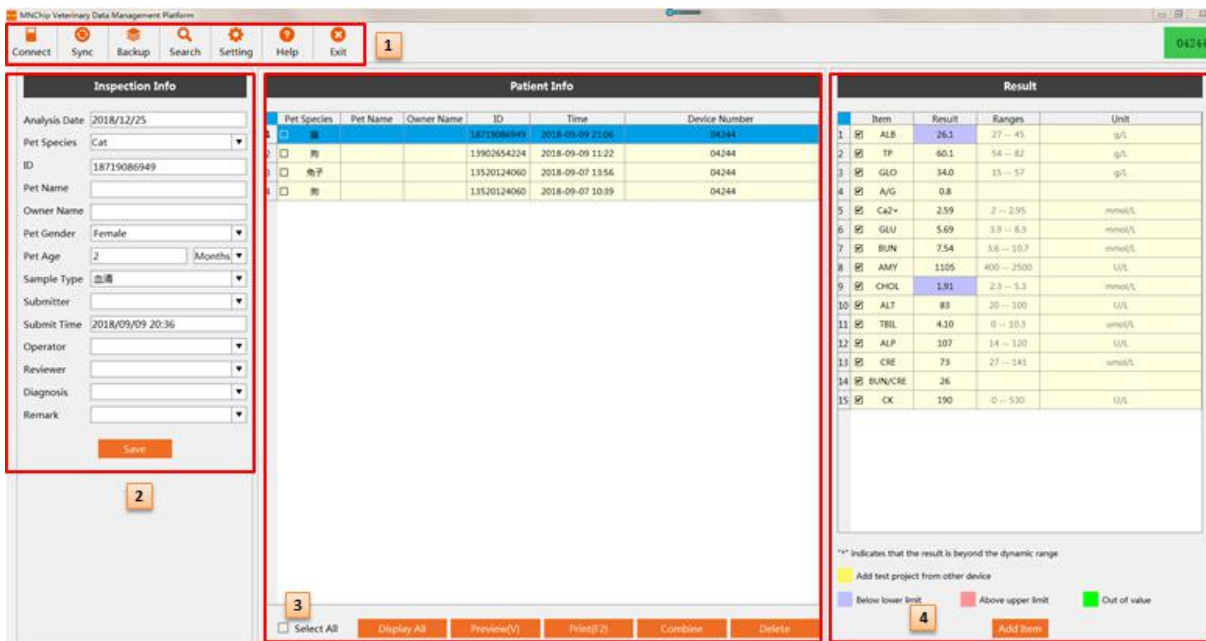 MNChip Veterinary Data Management Platform
Connect Sync Backup Search Setting Help Exit
1
04244
Inspection Info
Analysis Date 2018/12/25
Pet Species Cat
ID 18719086949
Pet Name
Owner Name
Pet Gender Female
Pet Age 2 Months
Sample Type 血清
Submitter
Submit Time 2018/09/09 20:36
Operator
Reviewer
Diagnosis
Remark
Save
2
Patient Info
Pet Species Pet Name Owner Name ID Time Device Number
1 18719086949 2018-09-09 21:06 04244
2 狗 13902654224 2018-09-09 11:22 04244
3 兔子 13520124060 2018-09-07 13:56 04244
4 狗 13520124060 2018-09-07 10:39 04244
3
Select All Display All Preview(V) Print(F2) Combine Delete
Result
Item Result Ranges Unit
1 ALB 26.1 27 -- 45 g/L
2 TP 60.1 54 -- 82 g/L
3 GLO 34.0 15 -- 57 g/L
4 A/G 0.8
5 Ca2+ 2.59 2 -- 2.95 mmol/L
6 GLU 5.69 3.9 -- 8.3 mmol/L
7 BUN 7.54 3.6 -- 10.7 mmol/L
8 AMY 1105 400 -- 2500 U/L
9 CHOL 1.91 2.3 -- 5.3 mmol/L
10 ALT 83 20 -- 100 U/L
11 TBIL 4.10 0 -- 10.3 umol/L
12 ALP 107 14 -- 120 U/L
13 CRE 73 27 -- 141 umol/L
14 BUN/CRE 26
15 CK 190 0 -- 530 U/L
"*" indicates that the result is beyond the dynamic range
Add test project from other device
Below lower limit Above upper limit Out of value
4
Add Item